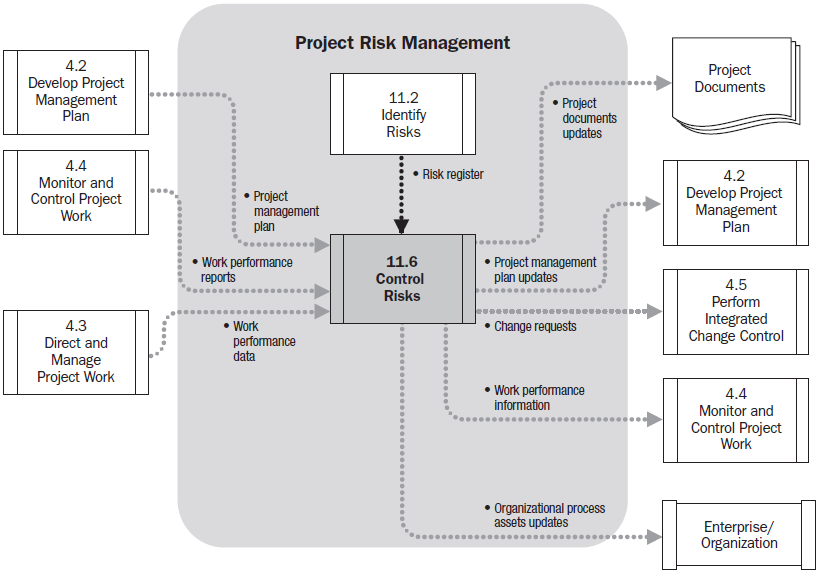 Project Risk Management
4.2
Develop Project
Management
Plan
4.4
Monitor and
Control Project
Work
4.3
Direct and
Manage
Project Work
11.2
Identify
Risks
• Risk register
• Project
management
plan
• Work performance
reports
• Work
performance
data
11.6
Control
Risks
• Project
documents
updates
• Project management
plan updates
• Change requests
• Work performance
information
• Organizational process
assets updates
Project
Documents
4.2
Develop Project
Management
Plan
4.5
Perform
Integrated
Change Control
4.4
Monitor and
Control Project
Work
Enterprise/
Organization